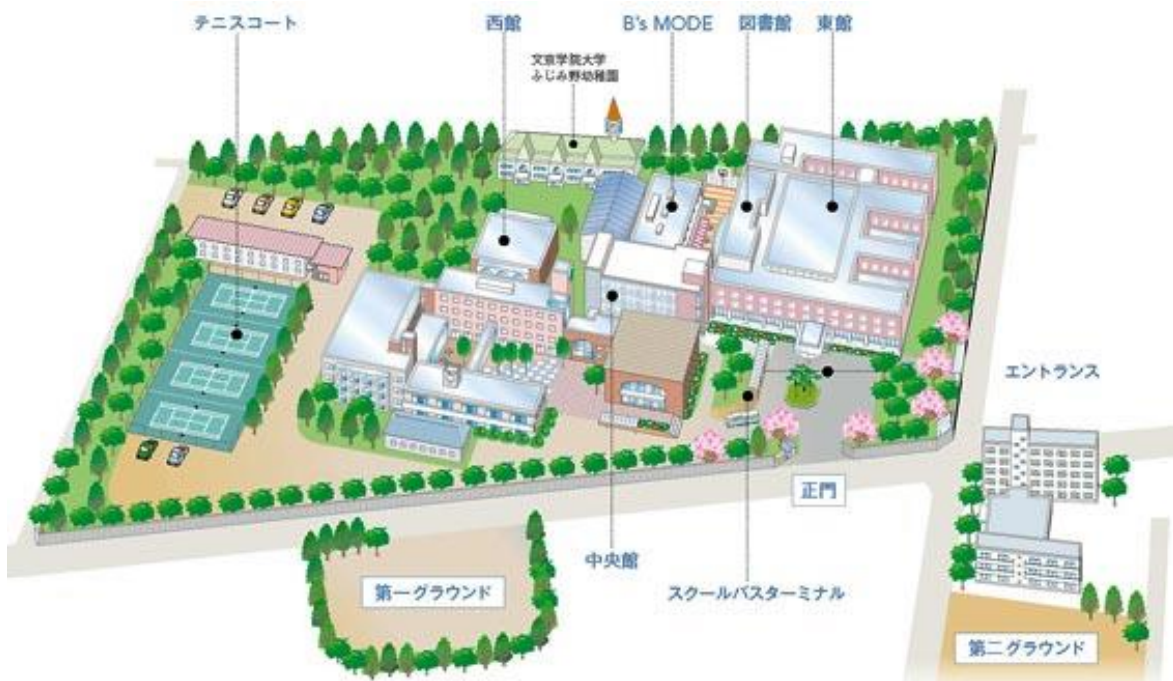 テニスコート
西館
B's MODE
図書館
東館
文京学院大学
ふじみ野幼稚園
エントランス
正門
中央館
スクールバスターミナル
第一グラウンド
第二グラウンド